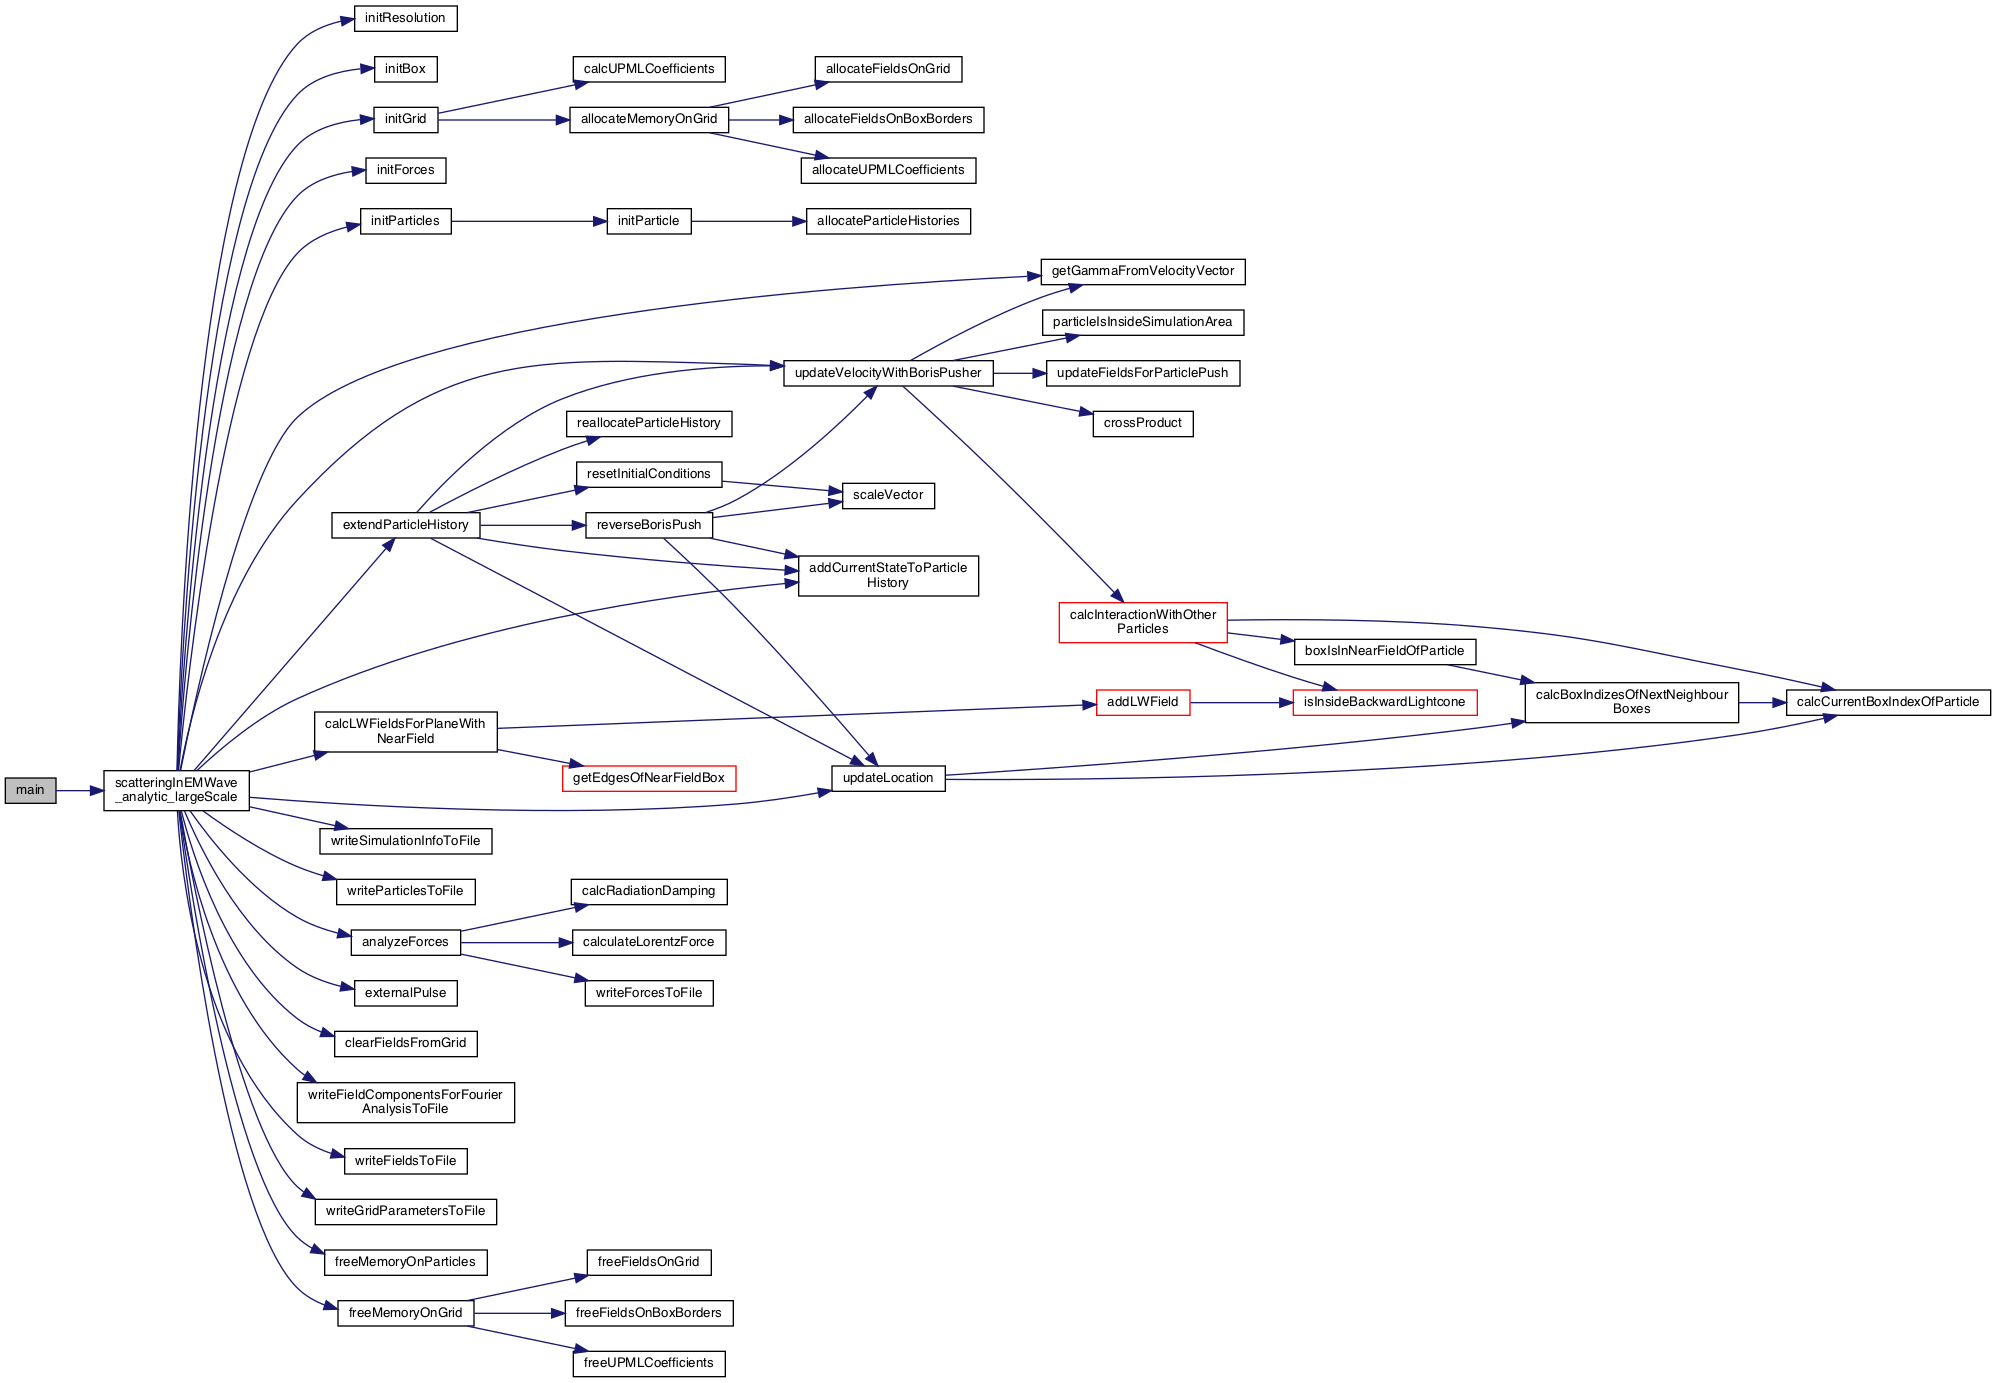 initResolution
initBox
calcUPMLCoefficients
allocateFieldsOnGrid
initGrid
allocateMemoryOnGrid
allocateFieldsOnBoxBorders
initForces
allocateUPMLCoefficients
initParticles
initParticle
allocateParticleHistories
getGammaFromVelocityVector
particleIsInsideSimulationArea
updateVelocityWithBorisPusher
updateFieldsForParticlePush
reallocateParticleHistory
crossProduct
resetInitialConditions
scaleVector
extendParticleHistory
reverseBorisPush
addCurrentStateToParticle
History
calcInteractionWithOther
Particles
boxIsInNearFieldOfParticle
calcLWFieldsForPlaneWith
NearField
addLWField
isInsideBackwardLightcone
calcBoxIndizesOfNextNeighbour
Boxes
calcCurrentBoxIndexOfParticle
getEdgesOfNearFieldBox
updateLocation
main
scatteringInEMWave
_analytic_largeScale
writeSimulationInfoToFile
writeParticlesToFile
calcRadiationDamping
analyzeForces
calculateLorentzForce
externalPulse
writeForcesToFile
clearFieldsFromGrid
writeFieldComponentsForFourier
AnalysisToFile
writeFieldsToFile
writeGridParametersToFile
freeMemoryOnParticles
freeFieldsOnGrid
freeMemoryOnGrid
freeFieldsOnBoxBorders
freeUPMLCoefficients